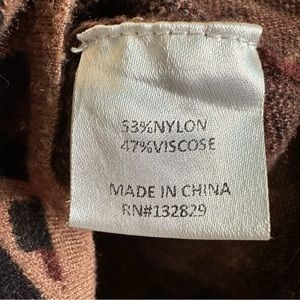 53%NYLON
47%VISCOSE
MADE IN CHINA
RN#132829